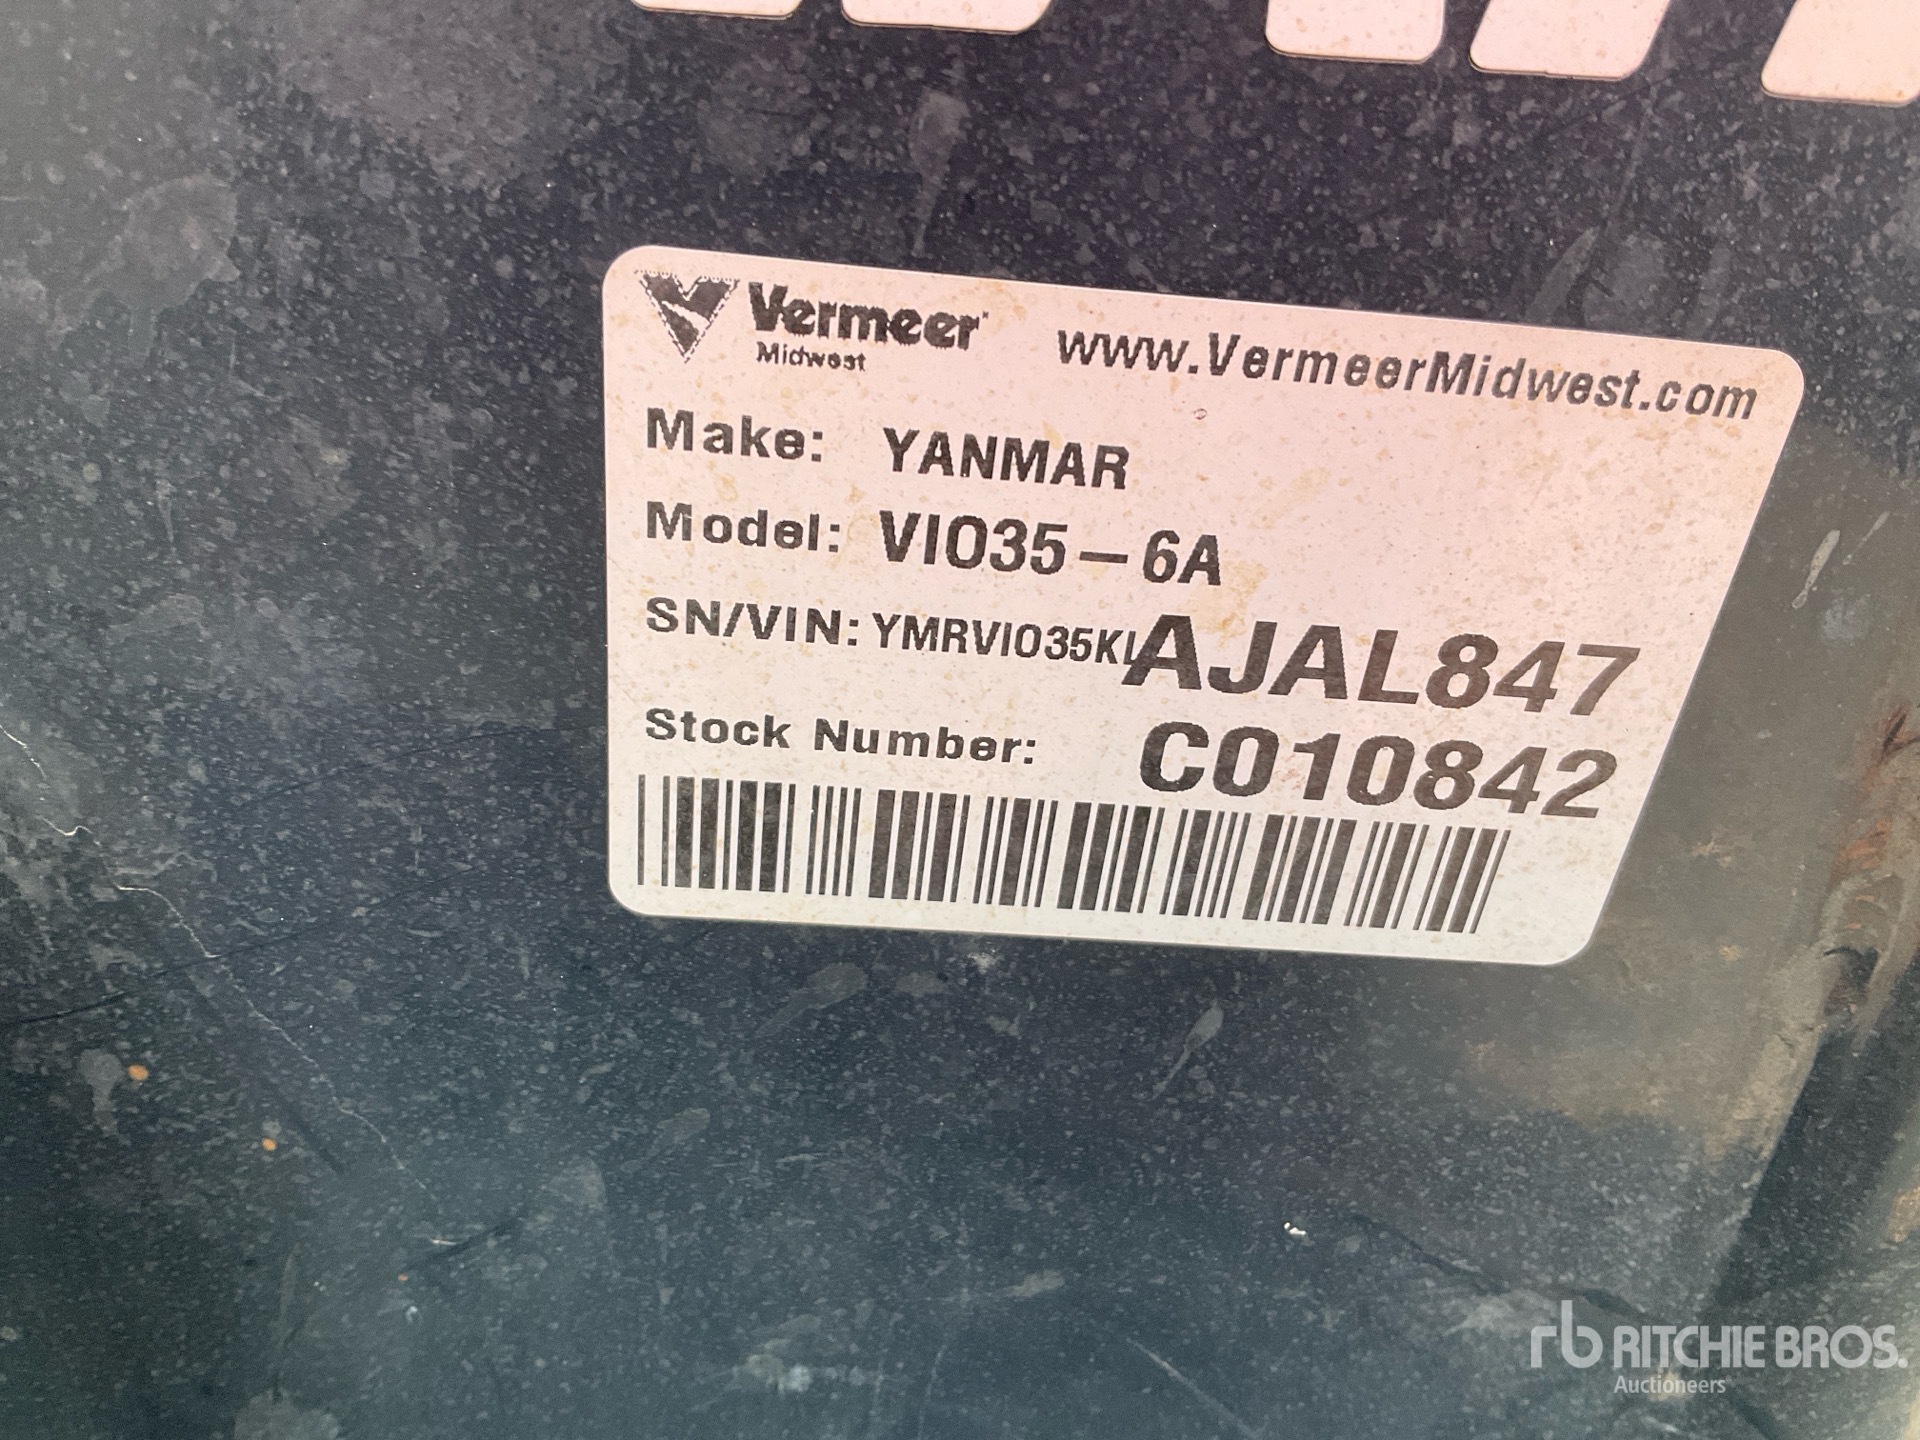 Vermeer
Midwest
www.VermeerMidwest.com
Make: YANMAR
Model: VIO35-6A
SN/VIN: YMRVIO35KLAJAL847
Stock Number: C010842
rb RITCHIE BROS.
Auctioneers